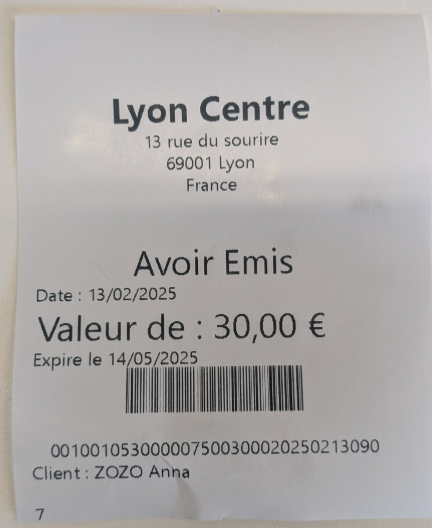 Lyon Centre
13 rue du sourire
69001 Lyon
France
Avoir Emis
Date : 13/02/2025
Valeur de : 30,00 €
Expire le 14/05/2025
001001053000007500300020250213090
Client : ZOZO Anna
7